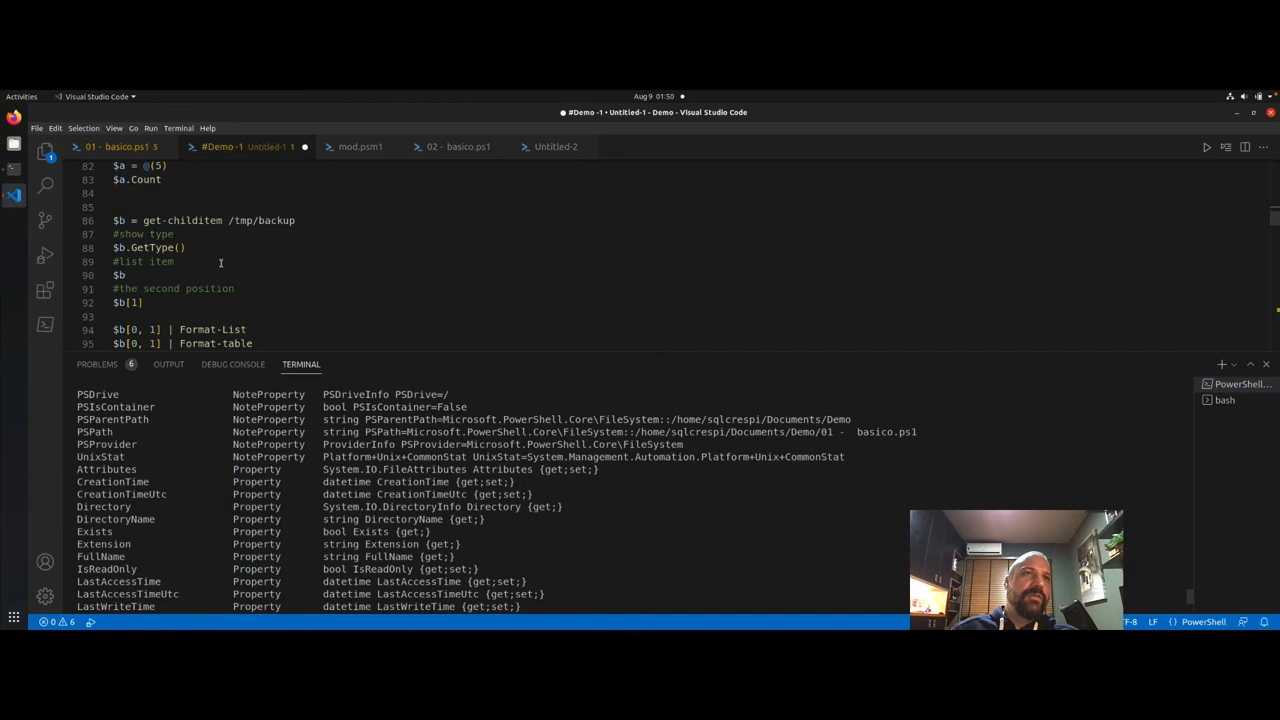 Activities Visual Studio Code Aug 9 01:50
#Demo -1 • Untitled-1 - Demo - Visual Studio Code
File Edit Selection View Go Run Terminal Help
01 - basico.ps1 5 #Demo -1 Untitled-1 1 mod.psm1 02 - basico.ps1 Untitled-2
82 $a = @(5)
83 $a.Count
84
85
86 $b = get-childitem /tmp/backup
87 #show type
88 $b.GetType()
89 #list item
90 $b
91 #the second position
92 $b[1]
93
94 $b[0, 1] | Format-List
95 $b[0, 1] | Format-table
PROBLEMS 6 OUTPUT DEBUG CONSOLE TERMINAL
PowerShell...
bash
PSDrive NoteProperty PSDriveInfo PSDrive=/
PSIsContainer NoteProperty bool PSIsContainer=False
PSParentPath NoteProperty string PSParentPath=Microsoft.PowerShell.Core\FileSystem::/home/sqlcrespi/Documents/Demo
PSPath NoteProperty string PSPath=Microsoft.PowerShell.Core\FileSystem::/home/sqlcrespi/Documents/Demo/01 -  basico.ps1
PSProvider NoteProperty ProviderInfo PSProvider=Microsoft.PowerShell.Core\FileSystem
UnixStat NoteProperty Platform+Unix+CommonStat UnixStat=System.Management.Automation.Platform+Unix+CommonStat
Attributes Property System.IO.FileAttributes Attributes {get;set;}
CreationTime Property datetime CreationTime {get;set;}
CreationTimeUtc Property datetime CreationTimeUtc {get;set;}
Directory Property System.IO.DirectoryInfo Directory {get;}
DirectoryName Property string DirectoryName {get;}
Exists Property bool Exists {get;}
Extension Property string Extension {get;}
FullName Property string FullName {get;}
IsReadOnly Property bool IsReadOnly {get;set;}
LastAccessTime Property datetime LastAccessTime {get;set;}
LastAccessTimeUtc Property datetime LastAccessTimeUtc {get;set;}
LastWriteTime Property datetime LastWriteTime {get;set;}
0 6 TF-8 LF {} PowerShell